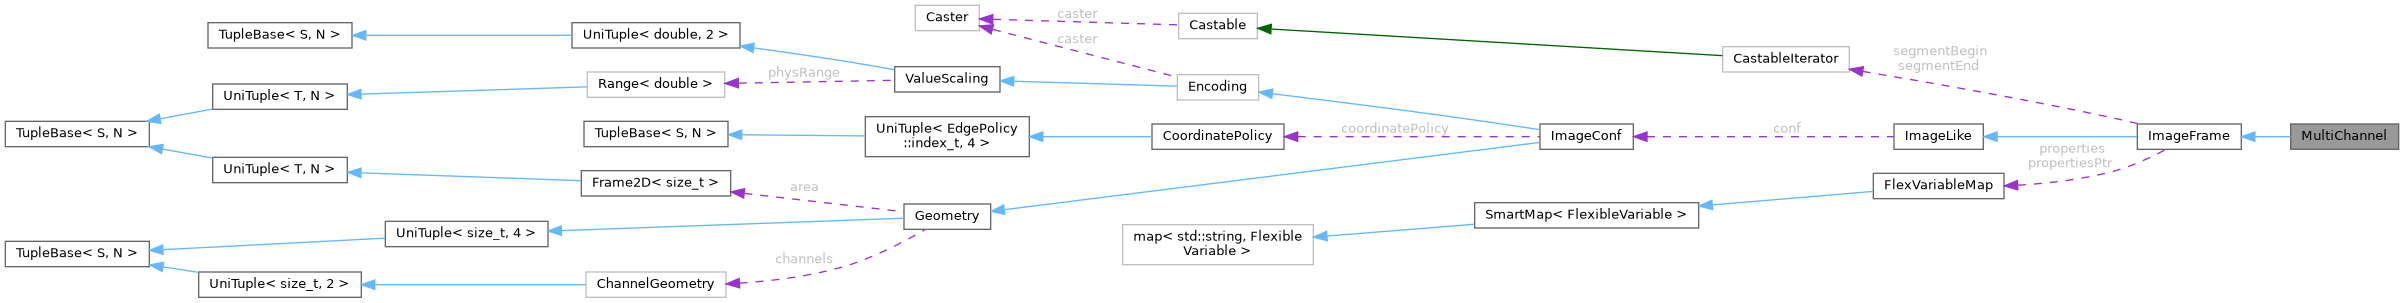 Caster
caster
Castable
TupleBase< S, N >
UniTuple< double, 2 >
caster
segmentBegin
segmentEnd
CastableIterator
physRange
ValueScaling
Range< double >
Encoding
UniTuple< T, N >
TupleBase< S, N >
TupleBase< S, N >
UniTuple< EdgePolicy
::index_t, 4 >
CoordinatePolicy
coordinatePolicy
ImageConf
conf
ImageLike
ImageFrame
MultiChannel
properties
propertiesPtr
UniTuple< T, N >
Frame2D< size_t >
area
FlexVariableMap
Geometry
SmartMap< FlexibleVariable >
UniTuple< size_t, 4 >
map< std::string, Flexible
Variable >
TupleBase< S, N >
channels
UniTuple< size_t, 2 >
ChannelGeometry